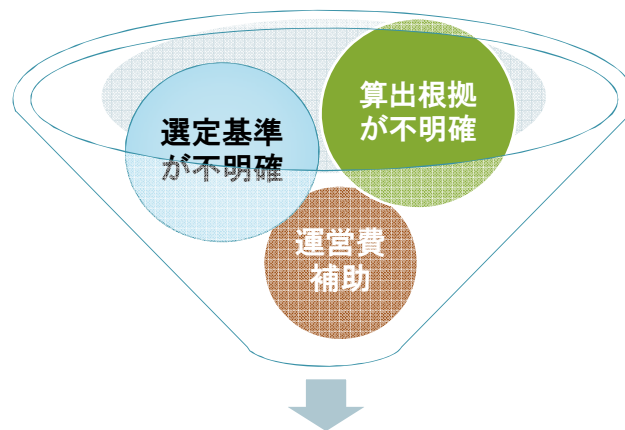 選定基準
が不明確
算出根拠
が不明確
運営費
補助